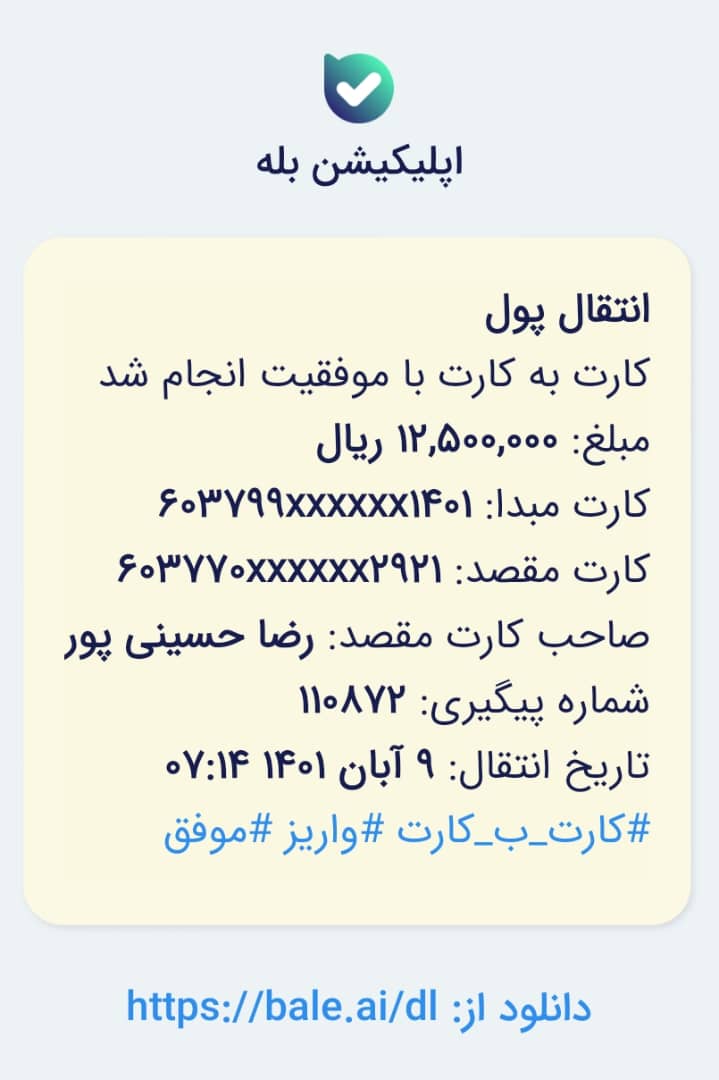 اپلیکیشن بله
انتقال پول
کارت به کارت با موفقیت انجام شد
مبلغ: ۱۲,۵۰۰,۰۰۰ ریال
کارت مبدا: ۶۰۳۷۹۹xxxxxx۱۴۰۱
کارت مقصد: ۶۰۳۷۷۰xxxxxx۲۹۲۱
صاحب کارت مقصد: رضا حسینی پور
شماره پیگیری: ۱۱۰۸۷۲
تاریخ انتقال: ۹ آبان ۱۴۰۱ ۰۷:۱۴
#کارت_ب_کارت #واریز #موفق
دانلود از: https://bale.ai/dl